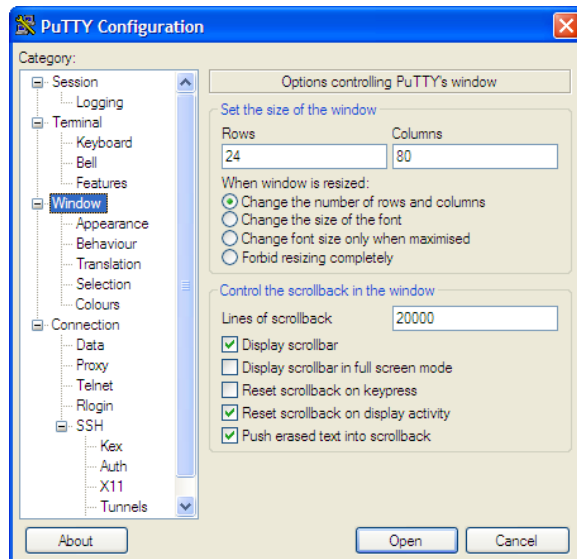 PuTTY Configuration
Category:
Session
Logging
Terminal
Keyboard
Bell
Features
Window
Appearance
Behaviour
Translation
Selection
Colours
Connection
Data
Proxy
Telnet
Rlogin
SSH
Kex
Auth
X11
Tunnels
Options controlling PuTTY's window
Set the size of the window
Rows Columns
24 80
When window is resized:
Change the number of rows and columns
Change the size of the font
Change font size only when maximised
Forbid resizing completely
Control the scrollback in the window
Lines of scrollback 20000
Display scrollbar
Display scrollbar in full screen mode
Reset scrollback on keypress
Reset scrollback on display activity
Push erased text into scrollback
About Open Cancel